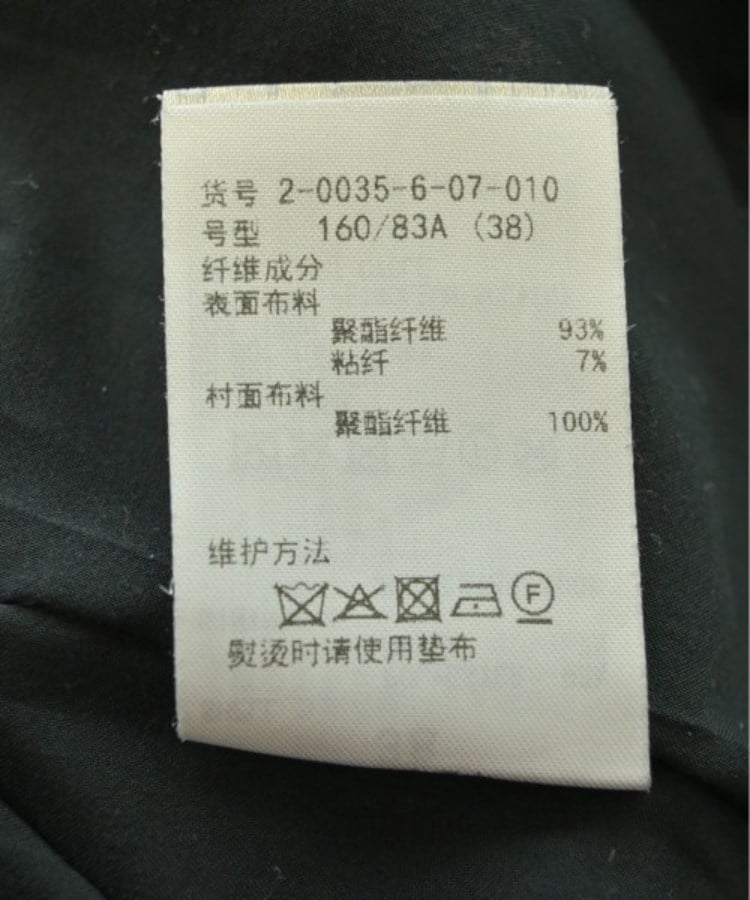 货号 2-0035-6-07-010
号型 160/83A (38)
纤维成分
表面布料
聚酯纤维 93%
粘纤 7%
村面布料
聚酯纤维 100%
维护方法
F
熨烫时请使用垫布